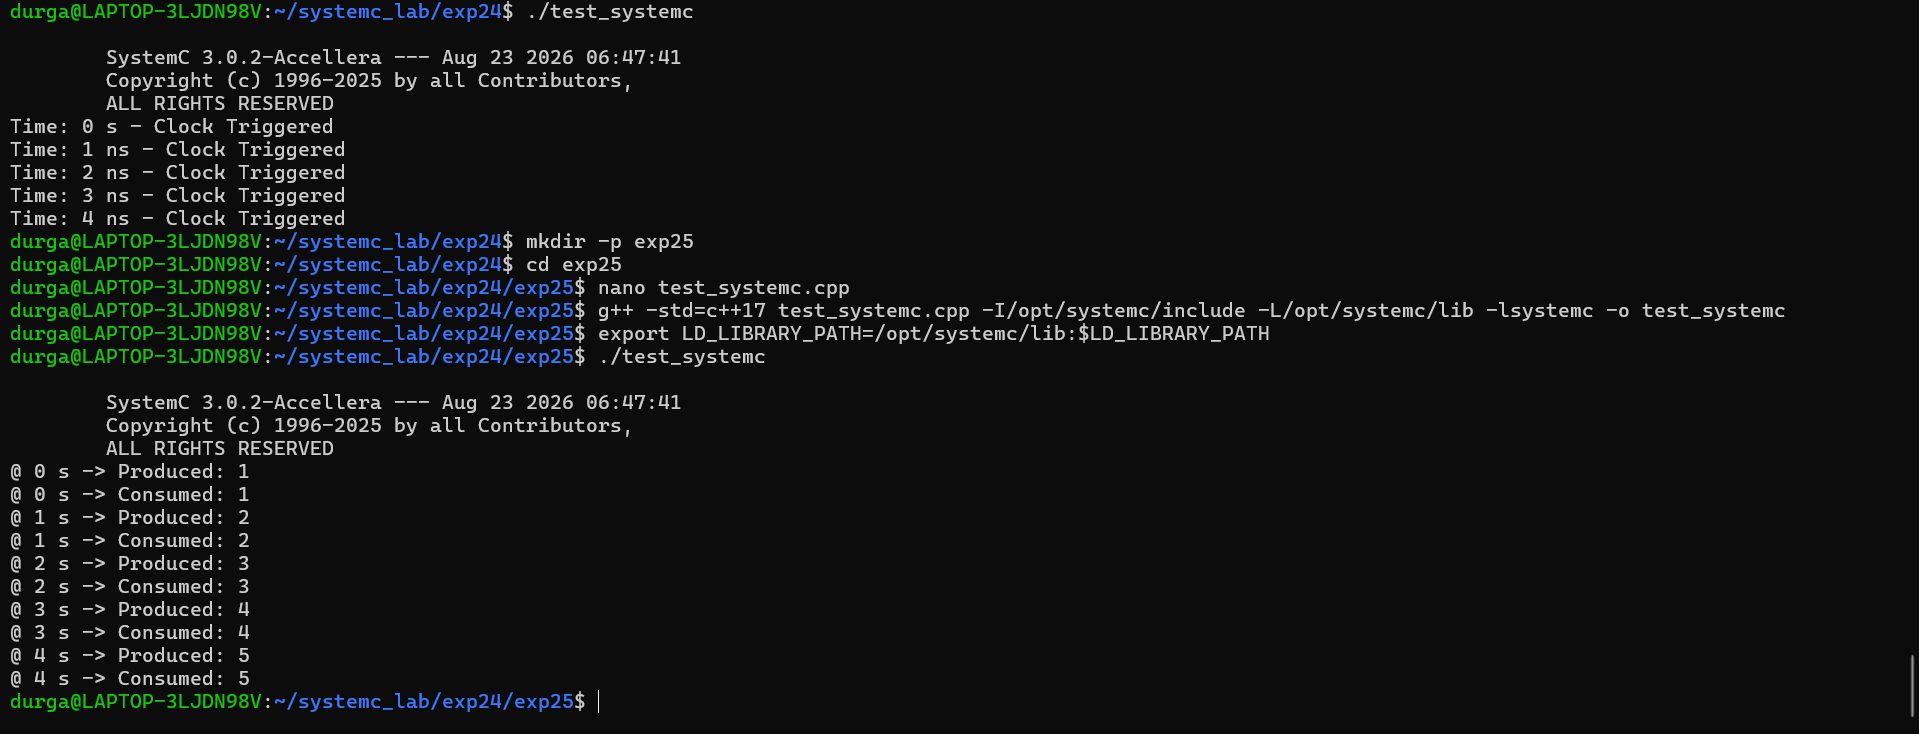 durga@LAPTOP-3LJDN98V:~/systemc_lab/exp24$ ./test_systemc
SystemC 3.0.2-Accellera --- Aug 23 2026 06:47:41
Copyright (c) 1996-2025 by all Contributors,
ALL RIGHTS RESERVED
Time: 0 s - Clock Triggered
Time: 1 ns - Clock Triggered
Time: 2 ns - Clock Triggered
Time: 3 ns - Clock Triggered
Time: 4 ns - Clock Triggered
durga@LAPTOP-3LJDN98V:~/systemc_lab/exp24$ mkdir -p exp25
durga@LAPTOP-3LJDN98V:~/systemc_lab/exp24$ cd exp25
durga@LAPTOP-3LJDN98V:~/systemc_lab/exp24/exp25$ nano test_systemc.cpp
durga@LAPTOP-3LJDN98V:~/systemc_lab/exp24/exp25$ g++ -std=c++17 test_systemc.cpp -I/opt/systemc/include -L/opt/systemc/lib -lsystemc -o test_systemc
durga@LAPTOP-3LJDN98V:~/systemc_lab/exp24/exp25$ export LD_LIBRARY_PATH=/opt/systemc/lib:$LD_LIBRARY_PATH
durga@LAPTOP-3LJDN98V:~/systemc_lab/exp24/exp25$ ./test_systemc
SystemC 3.0.2-Accellera --- Aug 23 2026 06:47:41
Copyright (c) 1996-2025 by all Contributors,
ALL RIGHTS RESERVED
@ 0 s -> Produced: 1
@ 0 s -> Consumed: 1
@ 1 s -> Produced: 2
@ 1 s -> Consumed: 2
@ 2 s -> Produced: 3
@ 2 s -> Consumed: 3
@ 3 s -> Produced: 4
@ 3 s -> Consumed: 4
@ 4 s -> Produced: 5
@ 4 s -> Consumed: 5
durga@LAPTOP-3LJDN98V:~/systemc_lab/exp24/exp25$